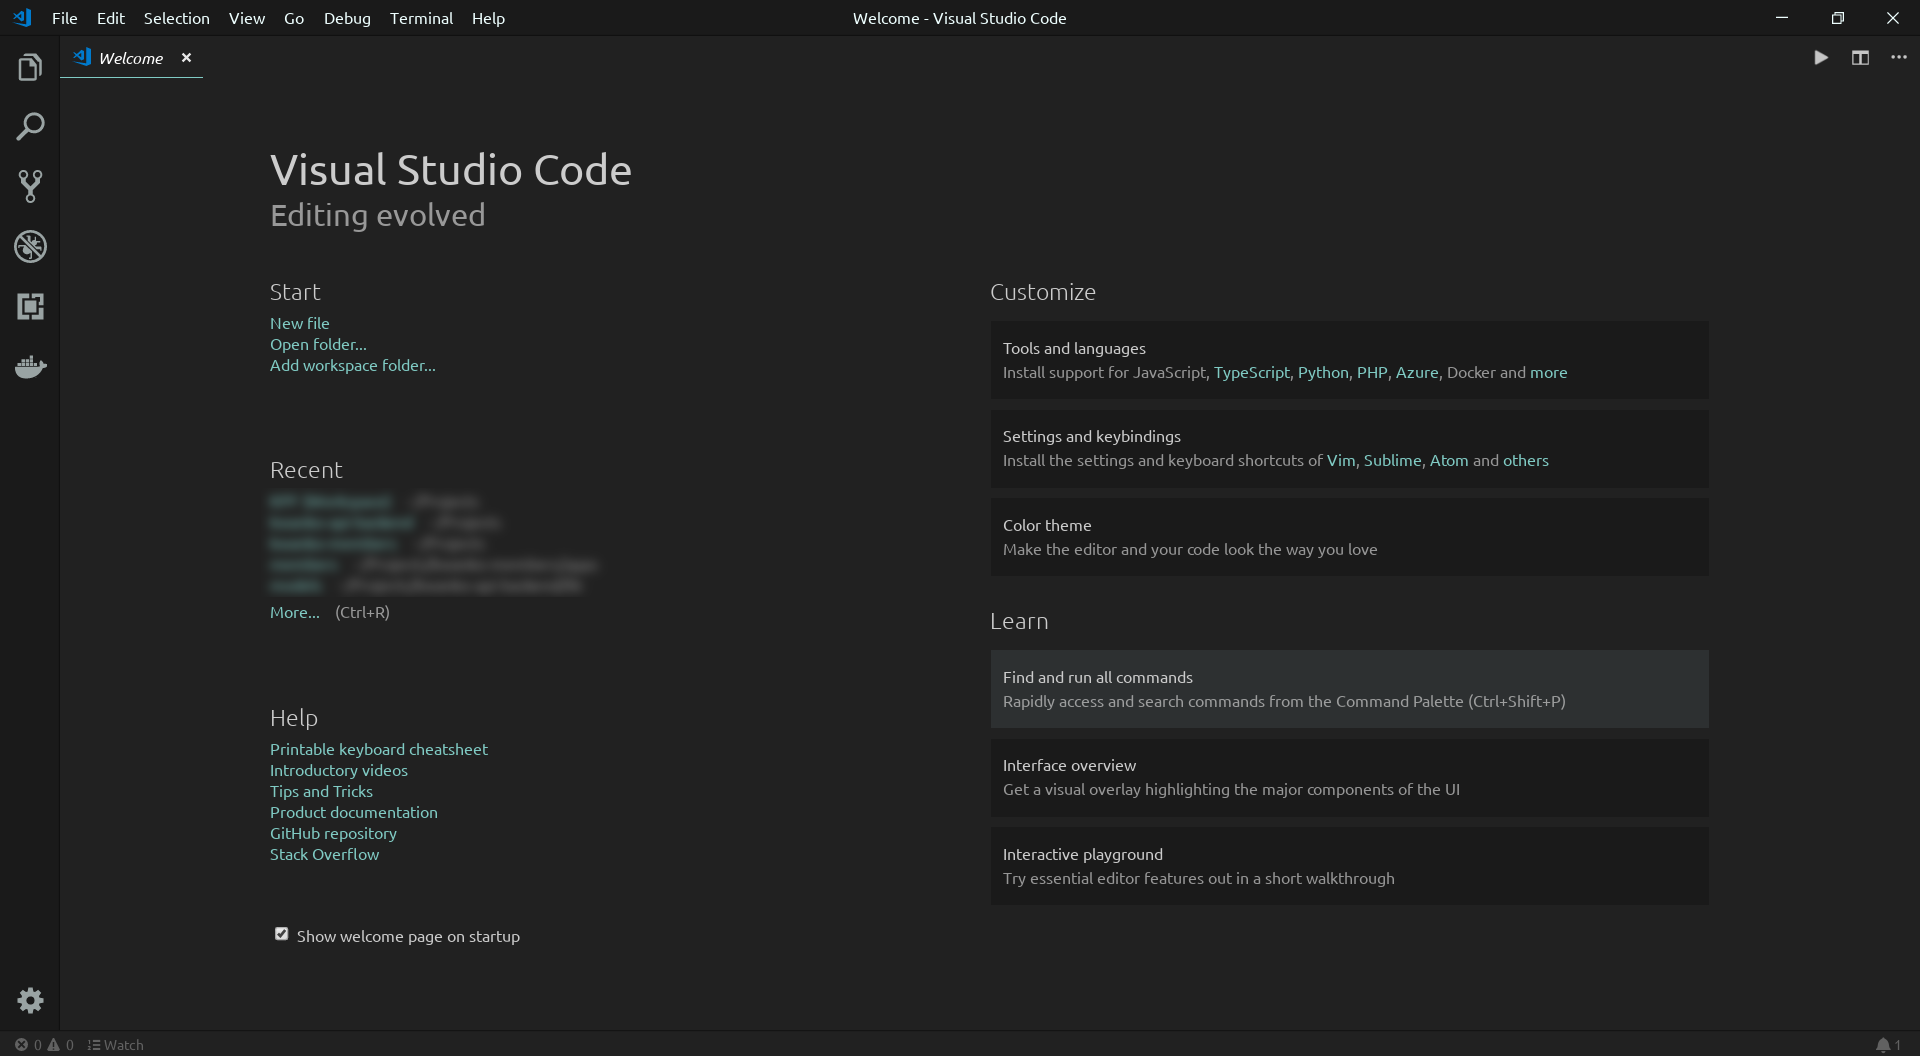 File Edit Selection View Go Debug Terminal Help
Welcome - Visual Studio Code
Welcome
Visual Studio Code
Editing evolved
Start
New file
Open folder...
Add workspace folder...
Recent
More... (Ctrl+R)
Help
Printable keyboard cheatsheet
Introductory videos
Tips and Tricks
Product documentation
GitHub repository
Stack Overflow
Show welcome page on startup
Customize
Tools and languages
Install support for JavaScript, TypeScript, Python, PHP, Azure, Docker and more
Settings and keybindings
Install the settings and keyboard shortcuts of Vim, Sublime, Atom and others
Color theme
Make the editor and your code look the way you love
Learn
Find and run all commands
Rapidly access and search commands from the Command Palette (Ctrl+Shift+P)
Interface overview
Get a visual overlay highlighting the major components of the UI
Interactive playground
Try essential editor features out in a short walkthrough
0 0 Watch
1